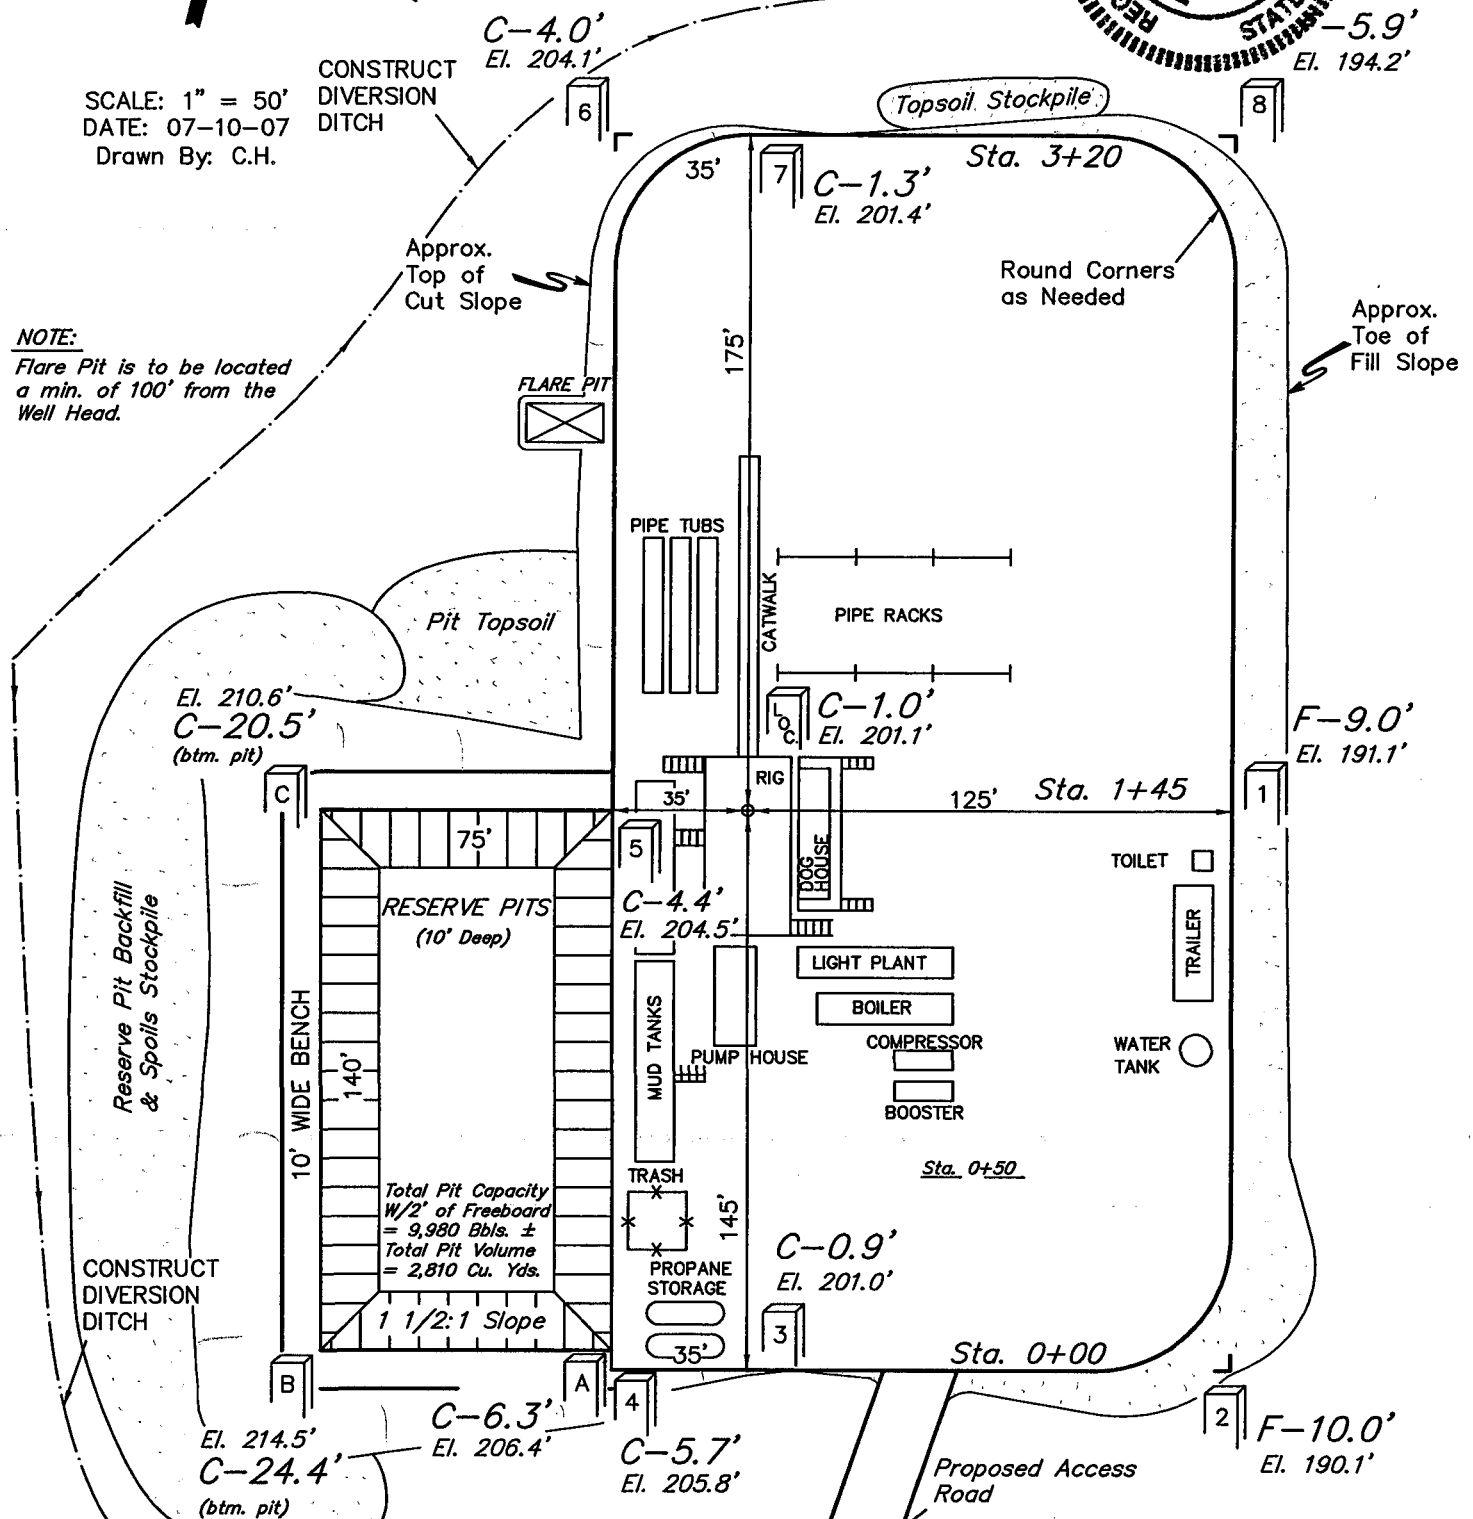 C-4.0'
El. 204.1'
REG
STATE
-5.9'
El. 194.2'
SCALE: 1" = 50'
DATE: 07-10-07
Drawn By: C.H.
CONSTRUCT
DIVERSION
DITCH
6
Topsoil Stockpile
8
35'
7
C-1.3'
El. 201.4'
Sta. 3+20
Approx.
Top of
Cut Slope
Round Corners
as Needed
Approx.
Toe of
Fill Slope
NOTE:
Flare Pit is to be located
a min. of 100' from the
Well Head.
175'
FLARE PIT
PIPE TUBS
CATWALK
PIPE RACKS
Pit Topsoil
El. 210.6'
C-20.5'
(btm. pit)
LOC.
C-1.0'
El. 201.1'
F-9.0'
El. 191.1'
C
RIG
35'
125'
Sta. 1+45
1
75'
5
DOG
HOUSE
TOILET
C-4.4'
El. 204.5'
RESERVE PITS
(10' Deep)
Reserve Pit Backfill
& Spoils Stockpile
TRAILER
LIGHT PLANT
BOILER
10' WIDE BENCH
140'
MUD TANKS
PUMP HOUSE
COMPRESSOR
WATER
TANK
BOOSTER
Sta. 0+50
TRASH
Total Pit Capacity
W/2' of Freeboard
= 9,980 Bbls. ±
Total Pit Volume
= 2,810 Cu. Yds.
145'
C-0.9'
El. 201.0'
PROPANE
STORAGE
CONSTRUCT
DIVERSION
DITCH
1 1/2:1 Slope
35'
3
Sta. 0+00
B
A
4
2
C-6.3'
El. 206.4'
El. 214.5'
C-24.4'
(btm. pit)
C-5.7'
El. 205.8'
F-10.0'
El. 190.1'
Proposed Access
Road